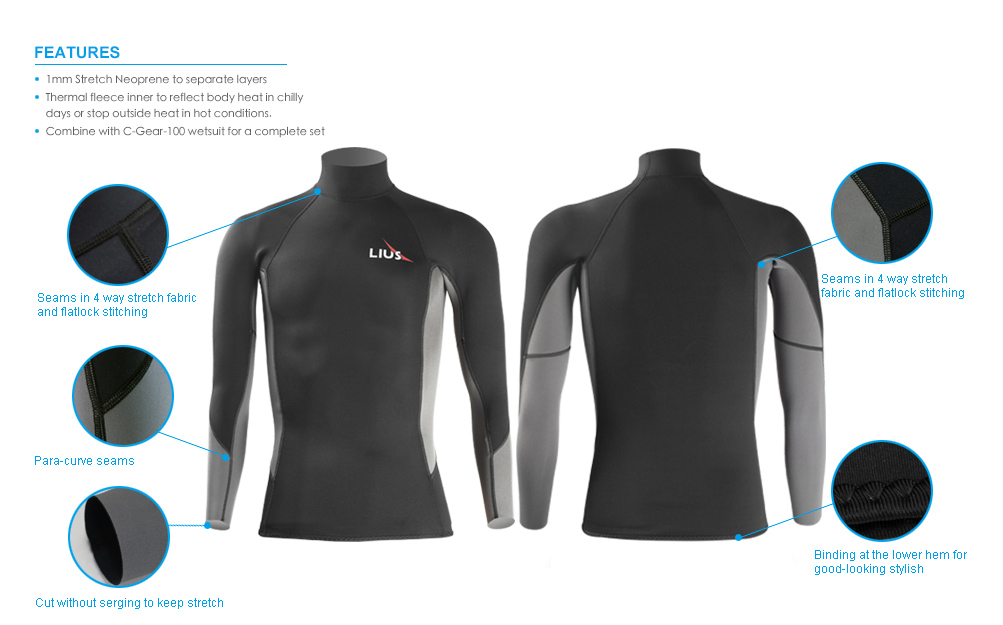 FEATURES
1mm Stretch Neoprene to separate layers
Thermal fleece inner to reflect body heat in chilly
days or stop outside heat in hot conditions.
Combine with C-Gear-100 wetsuit for a complete set
LIUS
Seams in 4 way stretch fabric
and flatlock stitching
Seams in 4 way stretch
fabric and flatlock stitching
Para-curve seams
Cut without serging to keep stretch
Binding at the lower hem for
good-looking stylish